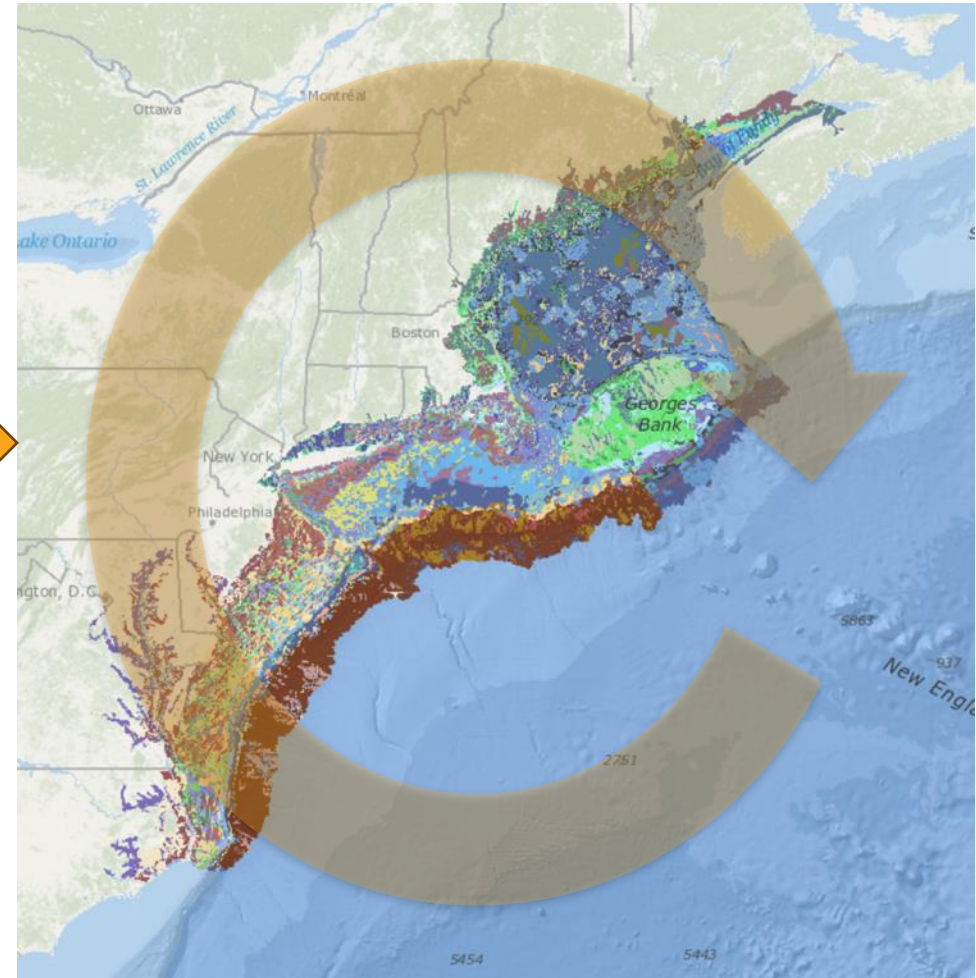 Ottawa
Montréal
St. Lawrence River
Bay of Fundy
ake Ontario
Boston
Georges
Bank
New York
Philadelphia
ngton, D.C.
5863
937
New Engla
2751
5454
5443